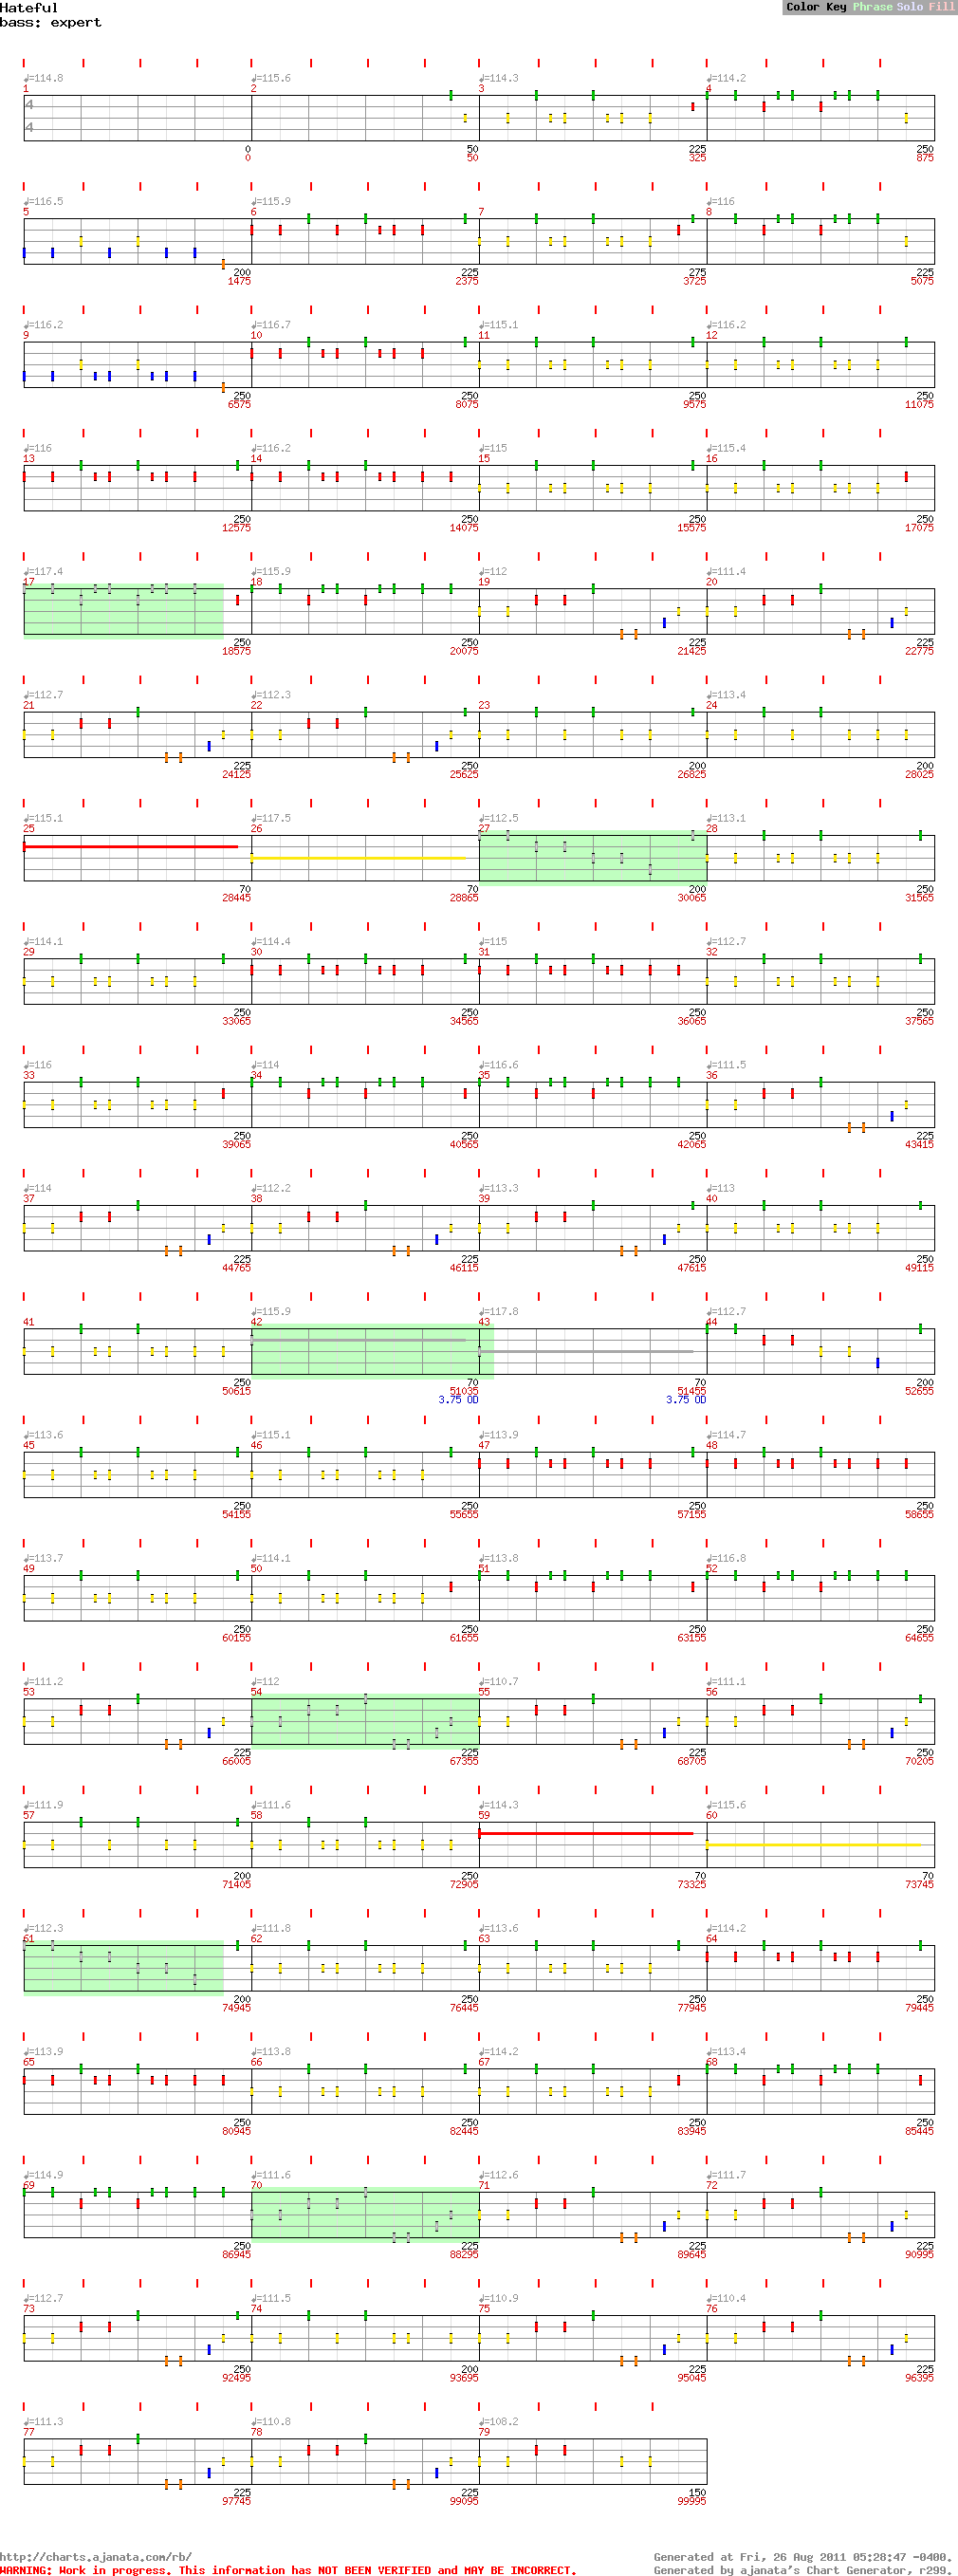 Hateful
bass: expert
Color Key Phrase Solo Fill
♩=114.8 ♩=115.6 ♩=114.3 ♩=114.2
1 2 3 4
4
4
0 50 225 250
0 50 325 875
♩=116.5 ♩=115.9 ♩=116
5 6 7 8
200 225 275 225
1475 2375 3725 5075
♩=116.2 ♩=116.7 ♩=115.1 ♩=116.2
9 10 11 12
250 250 250 250
6575 8075 9575 11075
♩=116 ♩=116.2 ♩=115 ♩=115.4
13 14 15 16
250 250 250 250
12575 14075 15575 17075
♩=117.4 ♩=115.9 ♩=112 ♩=111.4
17 18 19 20
250 250 225 225
18575 20075 21425 22775
♩=112.7 ♩=112.3 ♩=113.4
21 22 23 24
225 250 200 200
24125 25625 26825 28025
♩=115.1 ♩=117.5 ♩=112.5 ♩=113.1
25 26 27 28
70 70 200 250
28445 28865 30065 31565
♩=114.1 ♩=114.4 ♩=115 ♩=112.7
29 30 31 32
250 250 250 250
33065 34565 36065 37565
♩=116 ♩=114 ♩=116.6 ♩=111.5
33 34 35 36
250 250 250 225
39065 40565 42065 43415
♩=114 ♩=112.2 ♩=113.3 ♩=113
37 38 39 40
225 225 250 250
44765 46115 47615 49115
♩=115.9 ♩=117.8 ♩=112.7
41 42 43 44
250 70 70 200
50615 51035 51455 52655
3.75 OD 3.75 OD
♩=113.6 ♩=115.1 ♩=113.9 ♩=114.7
45 46 47 48
250 250 250 250
54155 55655 57155 58655
♩=113.7 ♩=114.1 ♩=113.8 ♩=116.8
49 50 51 52
250 250 250 250
60155 61655 63155 64655
♩=111.2 ♩=112 ♩=110.7 ♩=111.1
53 54 55 56
225 225 225 250
66005 67355 68705 70205
♩=111.9 ♩=111.6 ♩=114.3 ♩=115.6
57 58 59 60
200 250 70 70
71405 72905 73325 73745
♩=112.3 ♩=111.8 ♩=113.6 ♩=114.2
61 62 63 64
200 250 250 250
74945 76445 77945 79445
♩=113.9 ♩=113.8 ♩=114.2 ♩=113.4
65 66 67 68
250 250 250 250
80945 82445 83945 85445
♩=114.9 ♩=111.6 ♩=112.6 ♩=111.7
69 70 71 72
250 225 225 225
86945 88295 89645 90995
♩=112.7 ♩=111.5 ♩=110.9 ♩=110.4
73 74 75 76
250 200 225 225
92495 93695 95045 96395
♩=111.3 ♩=110.8 ♩=108.2
77 78 79
225 225 150
97745 99095 99995
http://charts.ajanata.com/rb/ Generated at Fri, 26 Aug 2011 05:28:47 -0400.
WARNING: Work in progress. This information has NOT BEEN VERIFIED and MAY BE INCORRECT. Generated by ajanata's Chart Generator, r299.